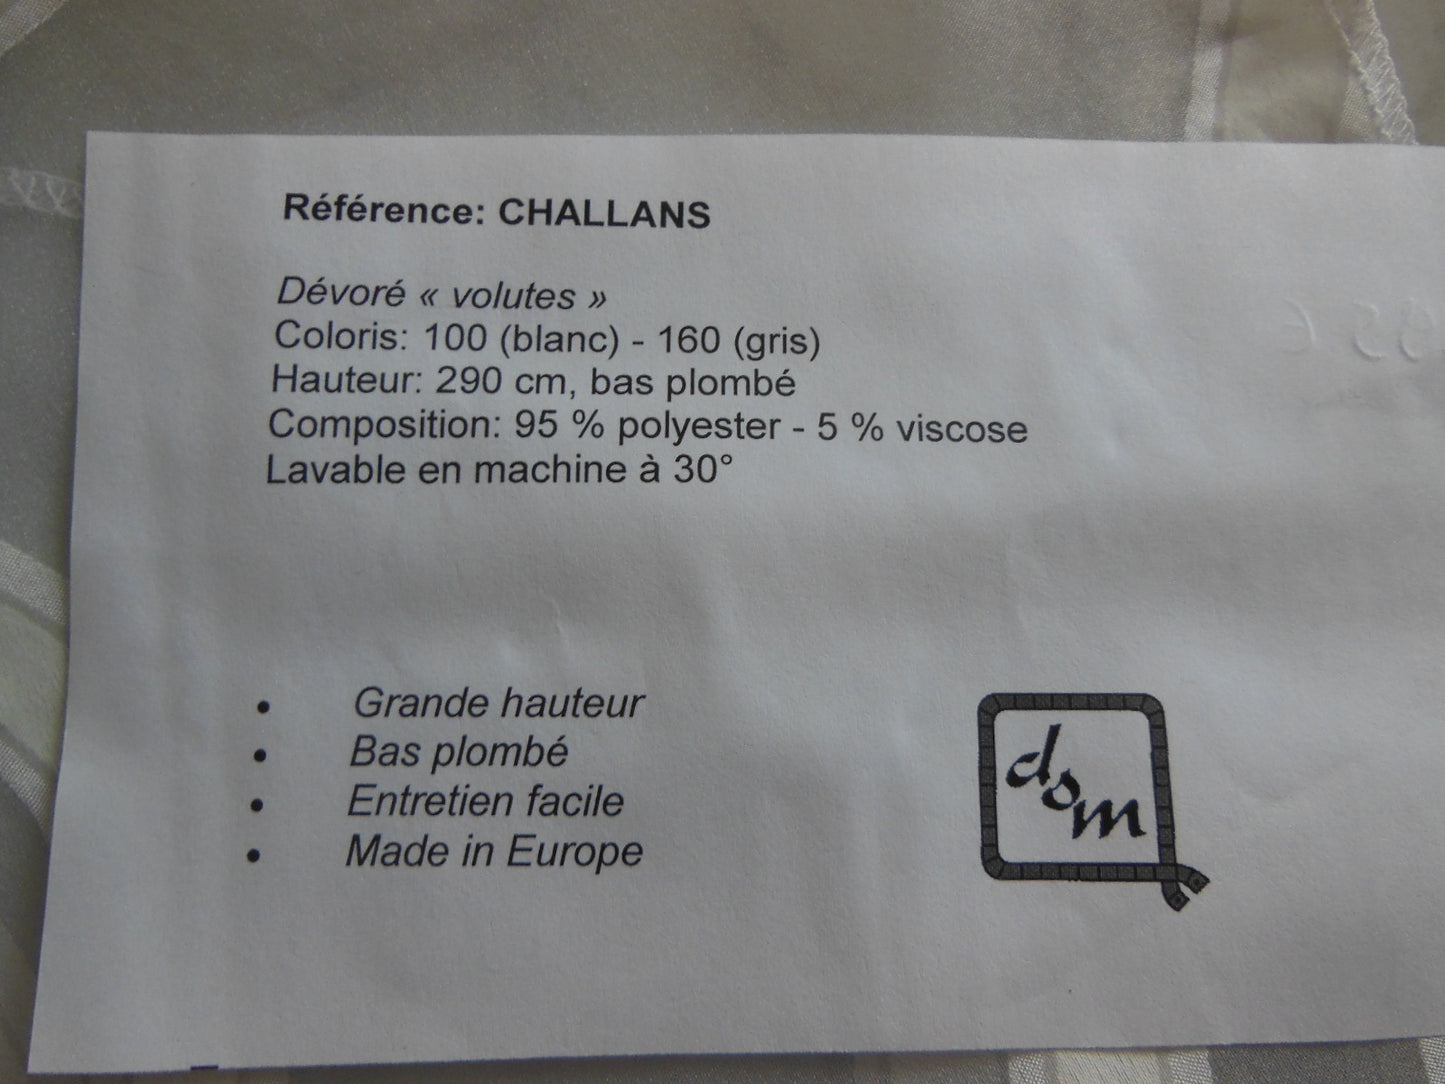 Référence: CHALLANS
Dévoré « volutes »
Coloris: 100 (blanc) - 160 (gris)
Hauteur: 290 cm, bas plombé
Composition: 95 % polyester - 5 % viscose
Lavable en machine à 30°
• Grande hauteur
• Bas plombé
• Entretien facile
• Made in Europe
dom